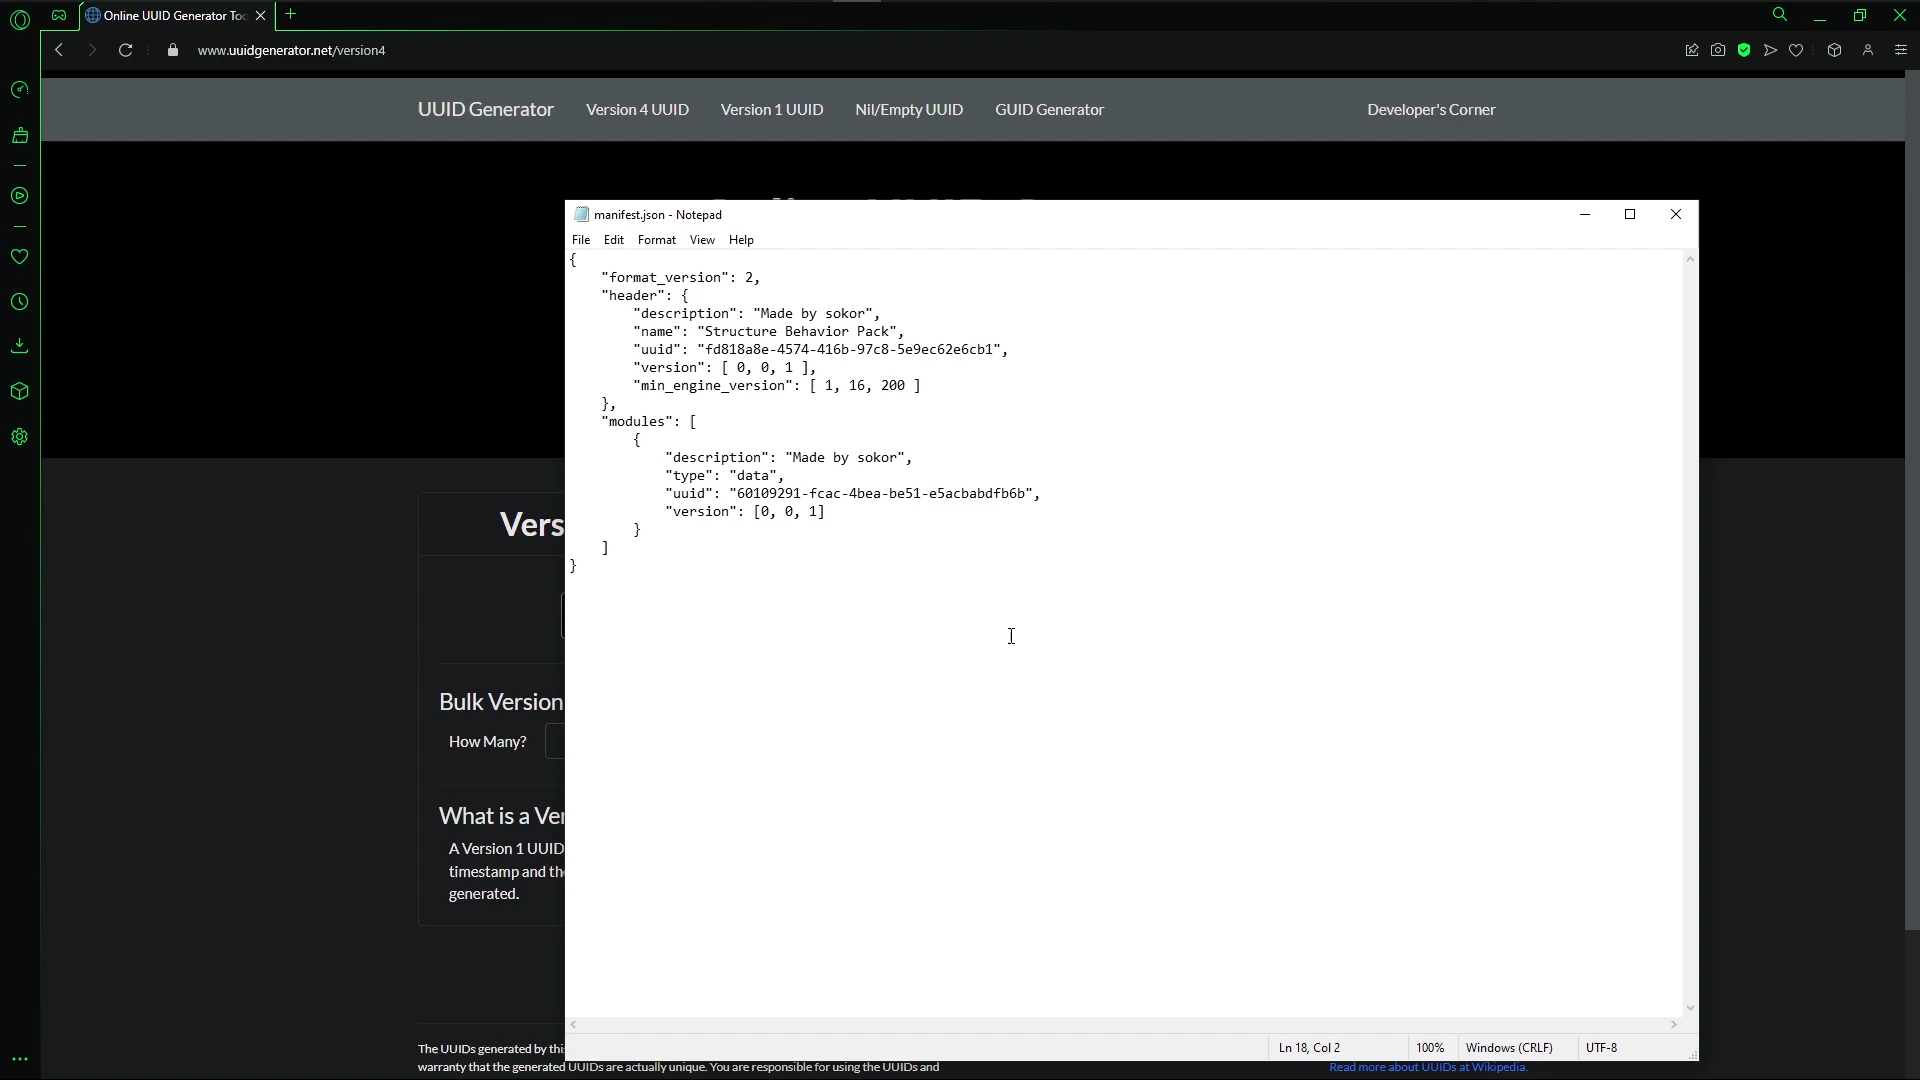 Online UUID Generator Too
www.uuidgenerator.net/version4
UUID Generator Version 4 UUID Version 1 UUID Nil/Empty UUID GUID Generator Developer's Corner
manifest.json - Notepad
File Edit Format View Help
{
"format_version": 2,
"header": {
"description": "Made by sokor",
"name": "Structure Behavior Pack",
"uuid": "fd818a8e-4574-416b-97c8-5e9ec62e6cb1",
"version": [ 0, 0, 1 ],
"min_engine_version": [ 1, 16, 200 ]
},
"modules": [
{
"description": "Made by sokor",
"type": "data",
"uuid": "60109291-fcac-4bea-be51-e5acbabdfb6b",
"version": [0, 0, 1]
}
]
}
Vers
Bulk Version
How Many?
What is a Ver
A Version 1 UUID
timestamp and the
generated.
The UUIDs generated by this
warranty that the generated UUIDs are actually unique. You are responsible for using the UUIDs and
Read more about UUIDs at Wikipedia.
Ln 18, Col 2 100% Windows (CRLF) UTF-8